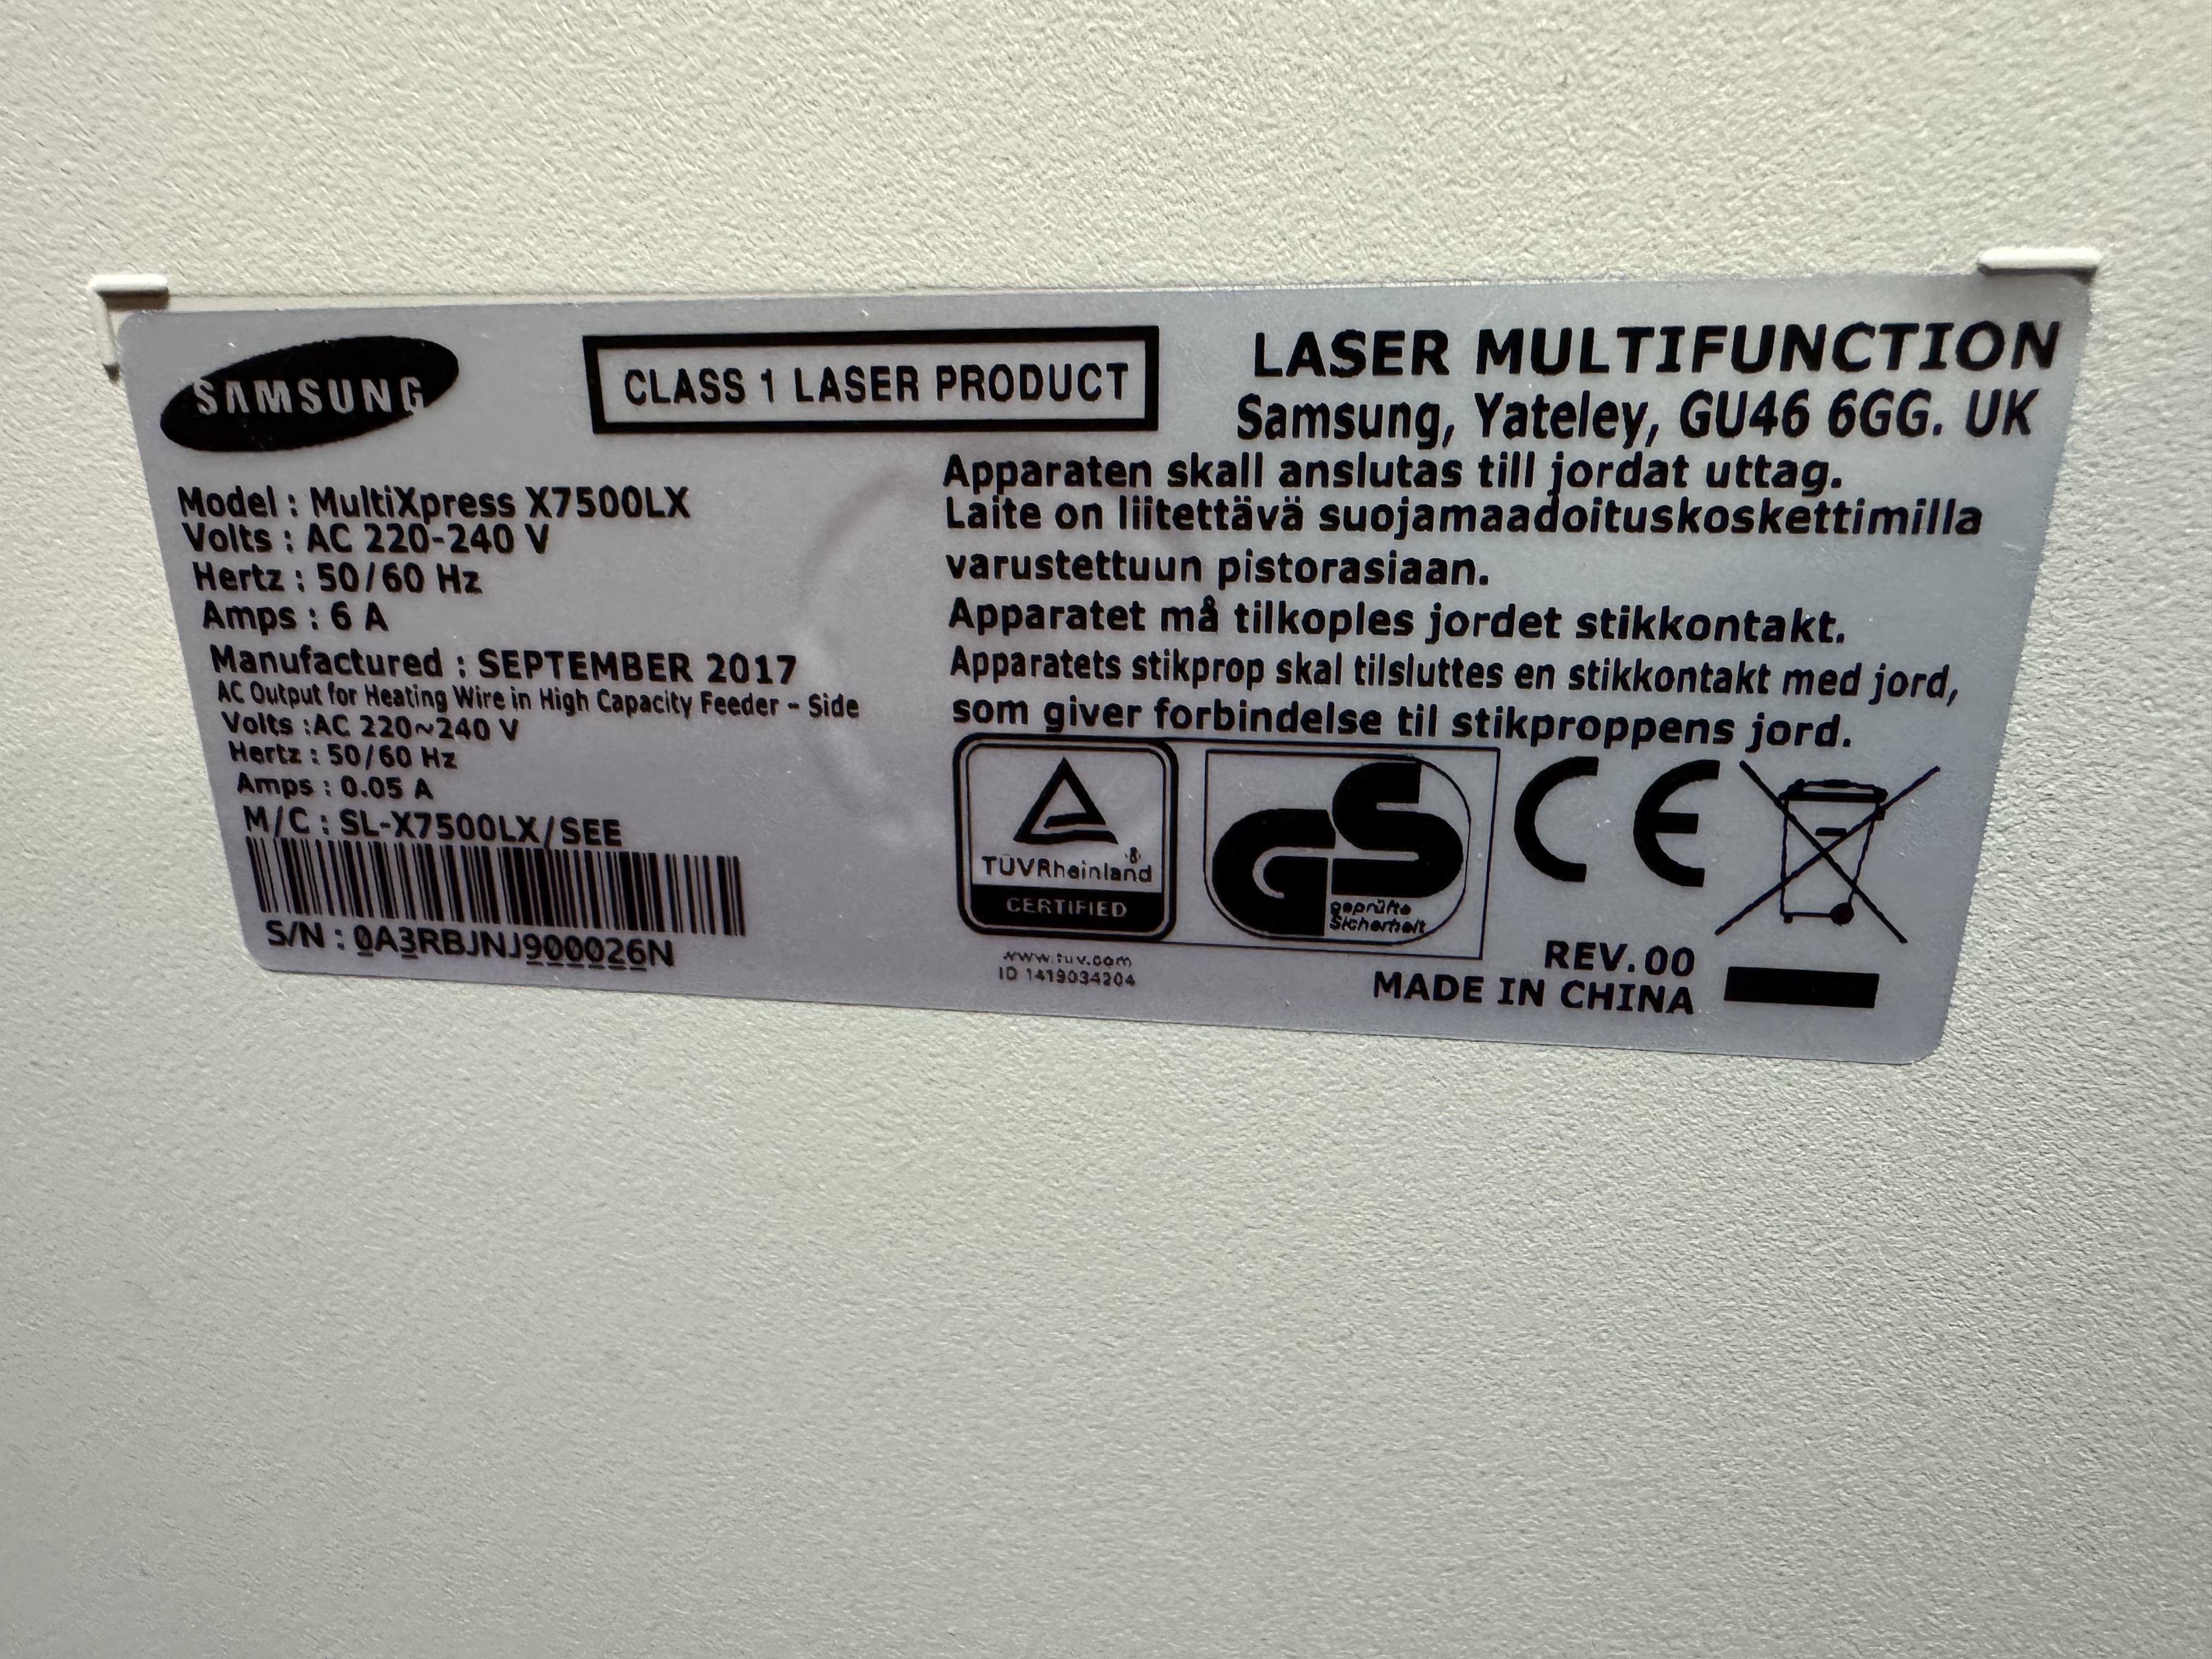 SAMSUNG
CLASS 1 LASER PRODUCT
LASER MULTIFUNCTION
Samsung, Yateley, GU46 6GG. UK
Model : MultiXpress X7500LX
Volts : AC 220-240 V
Hertz : 50/60 Hz
Amps : 6 A
Manufactured : SEPTEMBER 2017
AC Output for Heating Wire in High Capacity Feeder - Side
Volts :AC 220~240 V
Hertz : 50/60 Hz
Amps : 0.05 A
M/C : SL-X7500LX/SEE
S/N : 0A3RBJNJ900026N
Apparaten skall anslutas till jordat uttag.
Laite on liitettävä suojamaadoituskoskettimilla
varustettuun pistorasiaan.
Apparatet må tilkoples jordet stikkontakt.
Apparatets stikprop skal tilsluttes en stikkontakt med jord,
som giver forbindelse til stikproppens jord.
TÜVRheinland
CERTIFIED
www.tuv.com
ID 1419034204
GS
geprüfte
Sicherheit
CE
REV.00
MADE IN CHINA